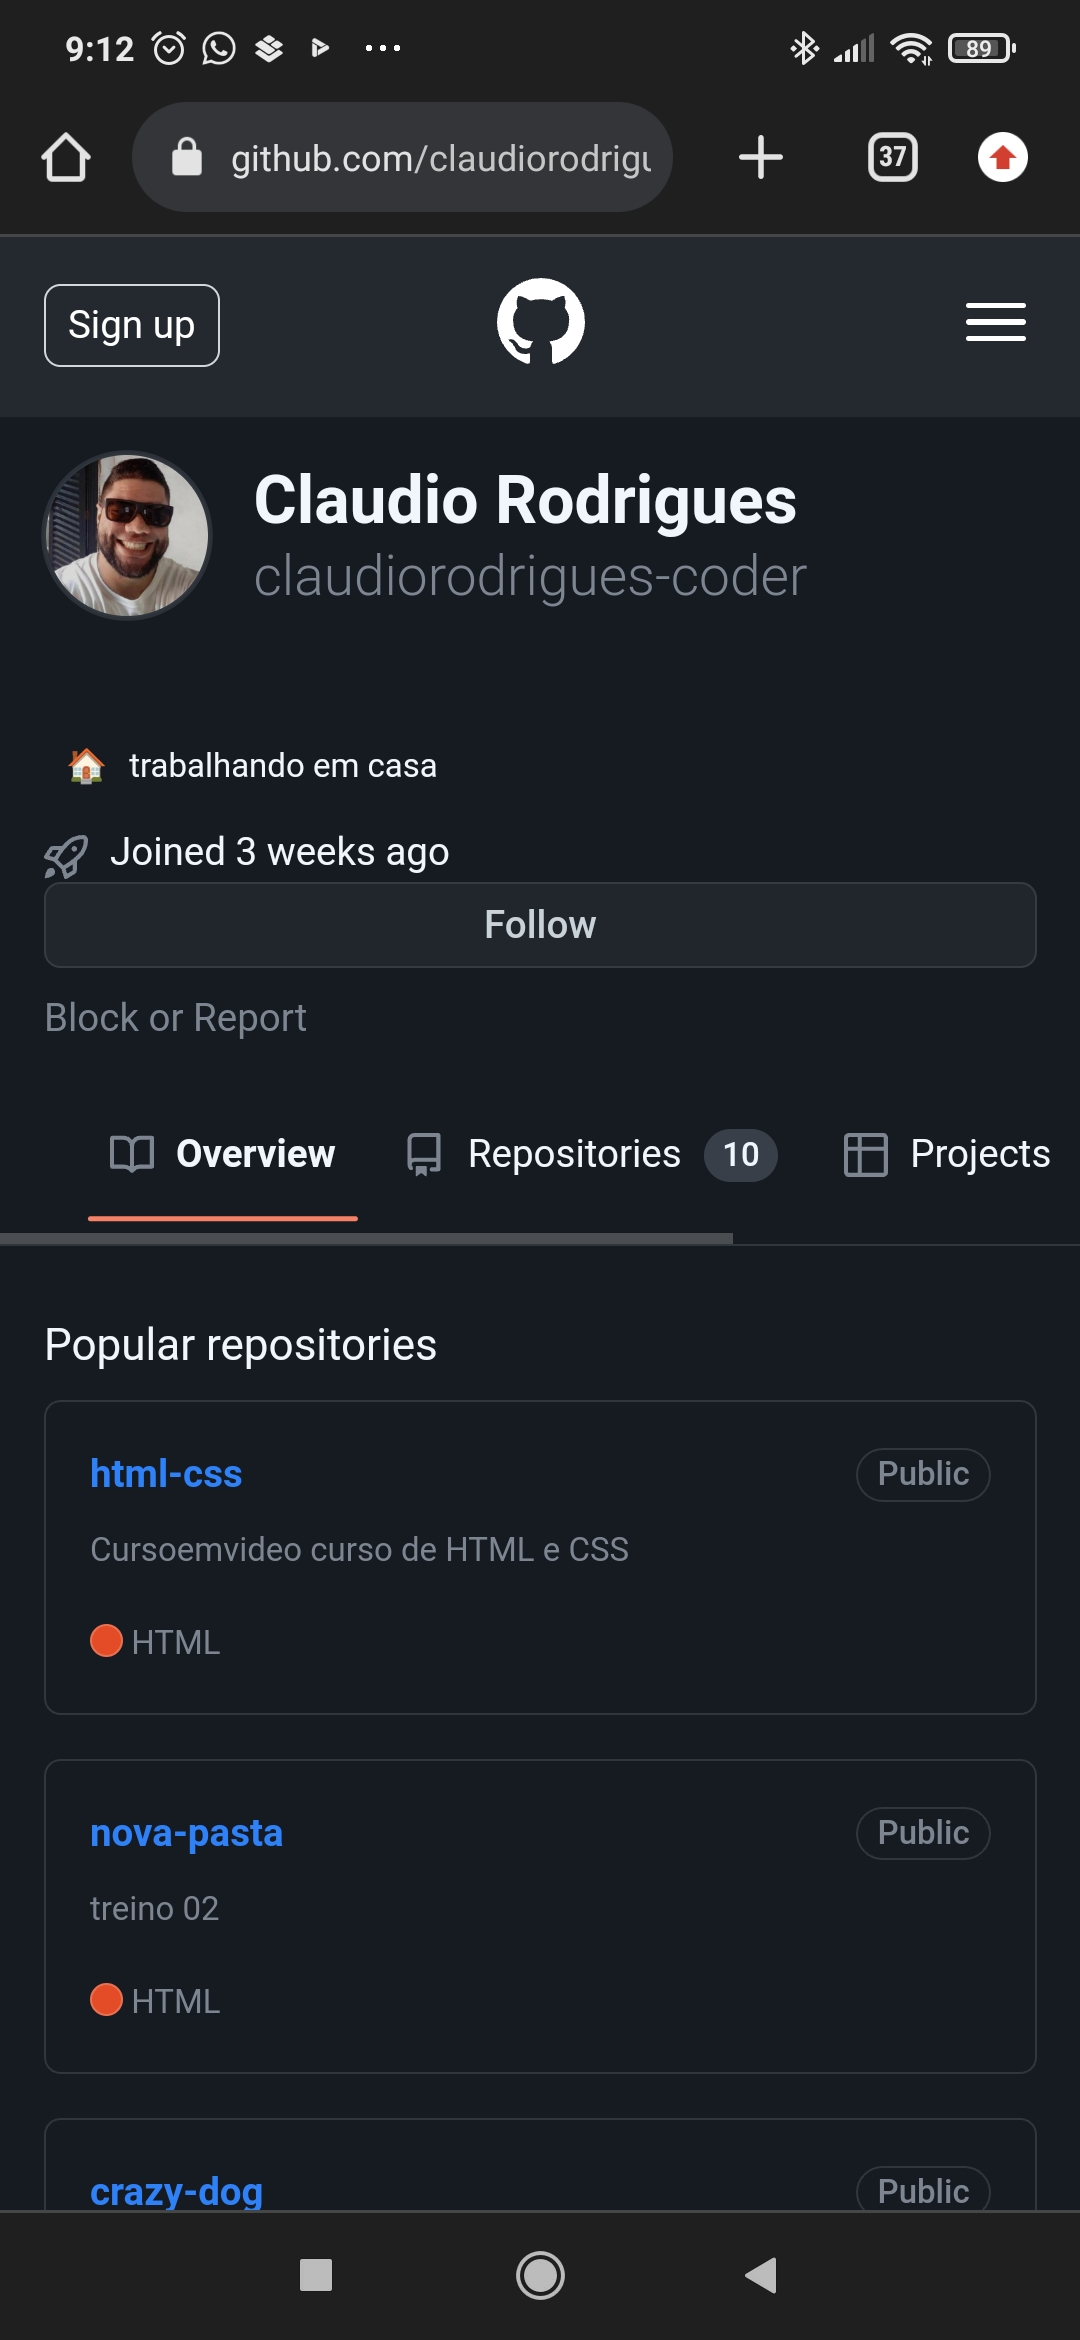 9:12
89
github.com/claudiorodrigu
37
Sign up
Claudio Rodrigues
claudiorodrigues-coder
trabalhando em casa
Joined 3 weeks ago
Follow
Block or Report
Overview Repositories 10 Projects
Popular repositories
html-css Public
Cursoemvideo curso de HTML e CSS
HTML
nova-pasta Public
treino 02
HTML
crazy-dog Public